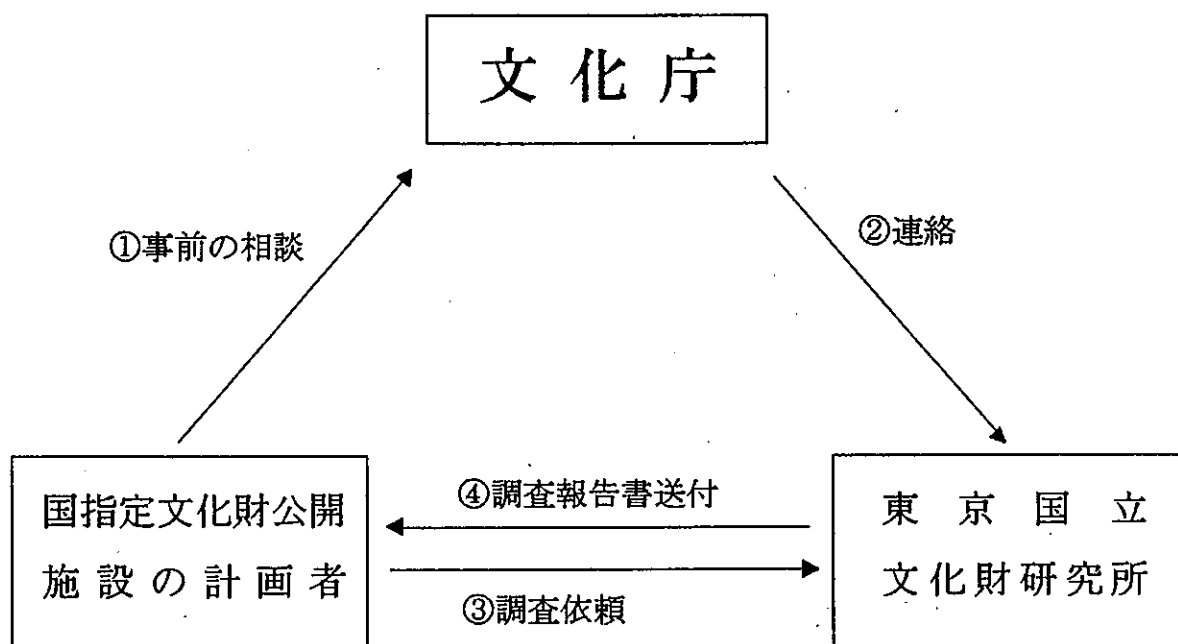 文化庁
①事前の相談
②連絡
国指定文化財公開
施設の計画者
④調査報告書送付
③調査依頼
東京国立
文化財研究所